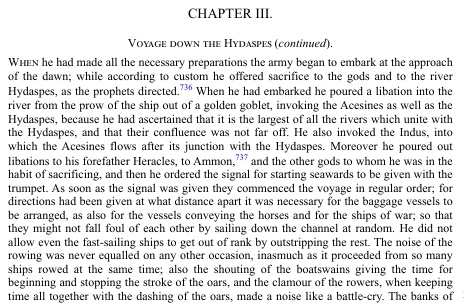 CHAPTER III.
VOYAGE DOWN THE HYDASPES (continued).
WHEN he had made all the necessary preparations the army began to embark at the approach
of the dawn; while according to custom he offered sacrifice to the gods and to the river
Hydaspes, as the prophets directed.736 When he had embarked he poured a libation into the
river from the prow of the ship out of a golden goblet, invoking the Acesines as well as the
Hydaspes, because he had ascertained that it is the largest of all the rivers which unite with
the Hydaspes, and that their confluence was not far off. He also invoked the Indus, into
which the Acesines flows after its junction with the Hydaspes. Moreover he poured out
libations to his forefather Heracles, to Ammon,737 and the other gods to whom he was in the
habit of sacrificing, and then he ordered the signal for starting seawards to be given with the
trumpet. As soon as the signal was given they commenced the voyage in regular order; for
directions had been given at what distance apart it was necessary for the baggage vessels to
be arranged, as also for the vessels conveying the horses and for the ships of war; so that
they might not fall foul of each other by sailing down the channel at random. He did not
allow even the fast-sailing ships to get out of rank by outstripping the rest. The noise of the
rowing was never equalled on any other occasion, inasmuch as it proceeded from so many
ships rowed at the same time; also the shouting of the boatswains giving the time for
beginning and stopping the stroke of the oars, and the clamour of the rowers, when keeping
time all together with the dashing of the oars, made a noise like a battle-cry. The banks of